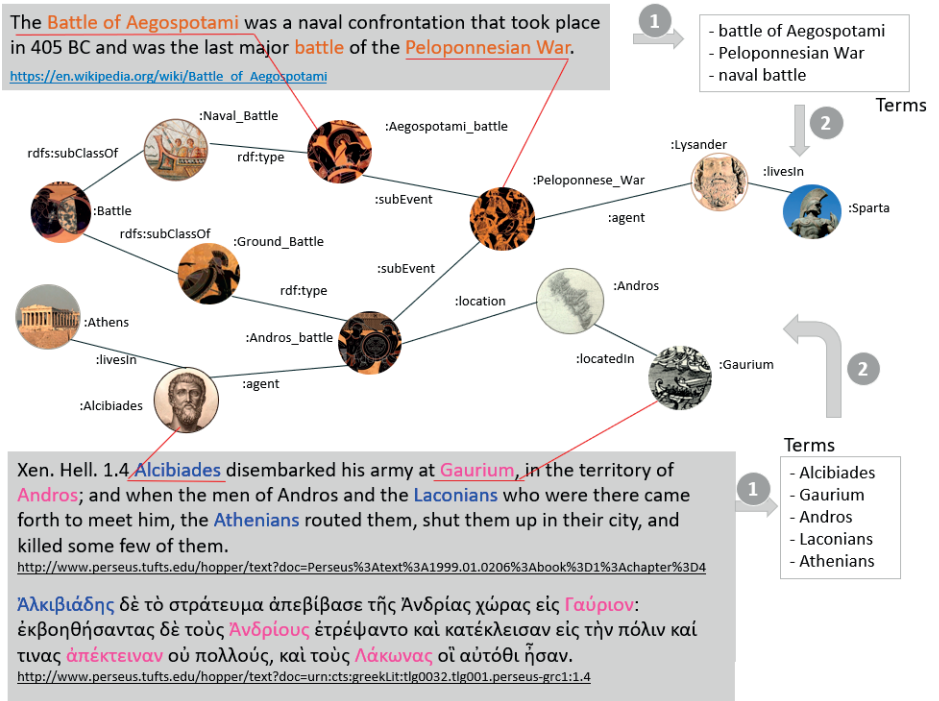 The Battle of Aegospotami was a naval confrontation that took place
in 405 BC and was the last major battle of the Peloponnesian War.
https://en.wikipedia.org/wiki/Battle_of_Aegospotami
1
- battle of Aegospotami
- Peloponnesian War
- naval battle
Terms
2
:Naval_Battle
:Aegospotami_battle
:Lysander
rdfs:subClassOf
rdf:type
:livesIn
:Peloponnese_War
:subEvent
:Battle
:agent
:Sparta
rdfs:subClassOf
:Ground_Battle
:subEvent
:Andros
rdf:type
:location
:Athens
:Andros_battle
:locatedIn
:Gaurium
:livesIn
:agent
2
:Alcibiades
Xen. Hell. 1.4 Alcibiades disembarked his army at Gaurium, in the territory of
Andros; and when the men of Andros and the Laconians who were there came
forth to meet him, the Athenians routed them, shut them up in their city, and
killed some few of them.
http://www.perseus.tufts.edu/hopper/text?doc=Perseus%3Atext%3A1999.01.0206%3Abook%3D1%3Achapter%3D4
Ἀλκιβιάδης δὲ τὸ στράτευμα ἀπεβίβασε τῆς Ἀνδρίας χώρας εἰς Γαύριον:
ἐκβοηθήσαντας δὲ τοὺς Ἀνδρίους ἐτρέψαντο καὶ κατέκλεισαν εἰς τὴν πόλιν καί
τινας ἀπέκτειναν οὐ πολλούς, καὶ τοὺς Λάκωνας οἳ αὐτόθι ἦσαν.
http://www.perseus.tufts.edu/hopper/text?doc=urn:cts:greekLit:tlg0032.tlg001.perseus-grc1:1.4
1
Terms
- Alcibiades
- Gaurium
- Andros
- Laconians
- Athenians